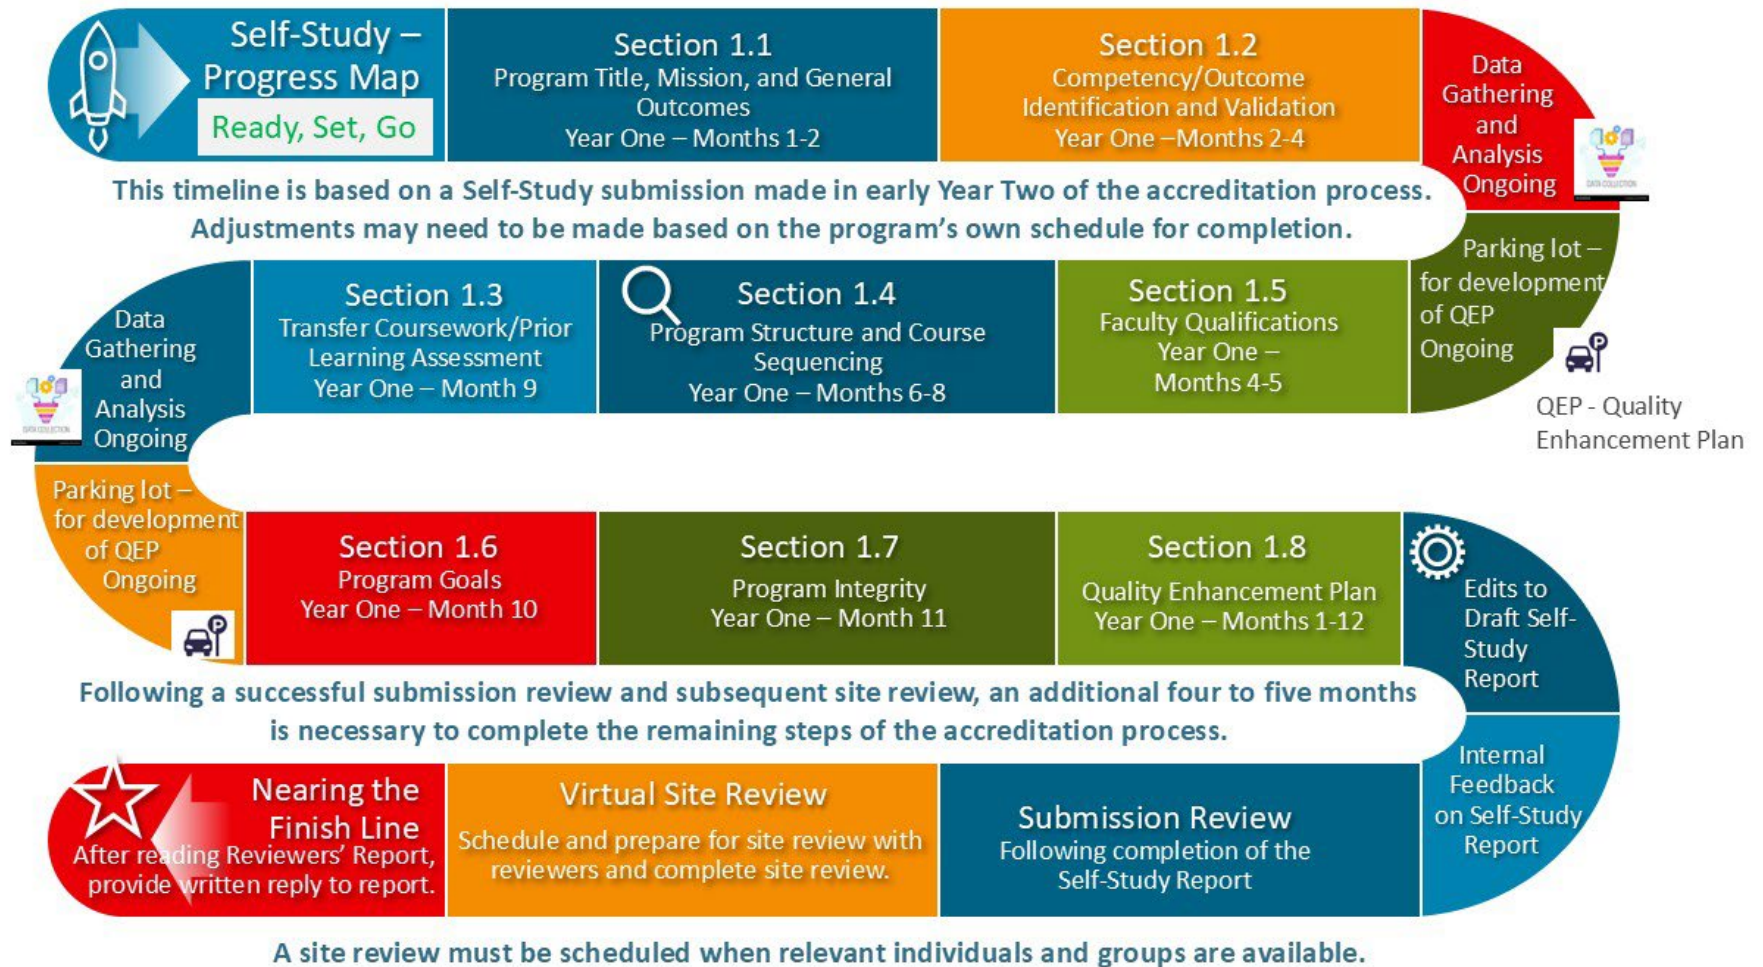 Self-Study –
Progress Map
Ready, Set, Go
Section 1.1
Program Title, Mission, and General
Outcomes
Year One – Months 1-2
Section 1.2
Competency/Outcome
Identification and Validation
Year One –Months 2-4
Data
Gathering
and
Analysis
Ongoing
DATA COLLECTION
This timeline is based on a Self-Study submission made in early Year Two of the accreditation process.
Adjustments may need to be made based on the program’s own schedule for completion.
Parking lot –
for development
of QEP
Ongoing
P
QEP - Quality
Enhancement Plan
Section 1.5
Faculty Qualifications
Year One –
Months 4-5
Section 1.4
Program Structure and Course
Sequencing
Year One – Months 6-8
Section 1.3
Transfer Coursework/Prior
Learning Assessment
Year One – Month 9
Data
Gathering
and
Analysis
Ongoing
DATA COLLECTION
Parking lot –
for development
of QEP
Ongoing
P
Section 1.6
Program Goals
Year One – Month 10
Section 1.7
Program Integrity
Year One – Month 11
Section 1.8
Quality Enhancement Plan
Year One – Months 1-12
Edits to
Draft Self-
Study
Report
Following a successful submission review and subsequent site review, an additional four to five months
is necessary to complete the remaining steps of the accreditation process.
Internal
Feedback
on Self-Study
Report
Submission Review
Following completion of the
Self-Study Report
Virtual Site Review
Schedule and prepare for site review with
reviewers and complete site review.
Nearing the
Finish Line
After reading Reviewers’ Report,
provide written reply to report.
A site review must be scheduled when relevant individuals and groups are available.